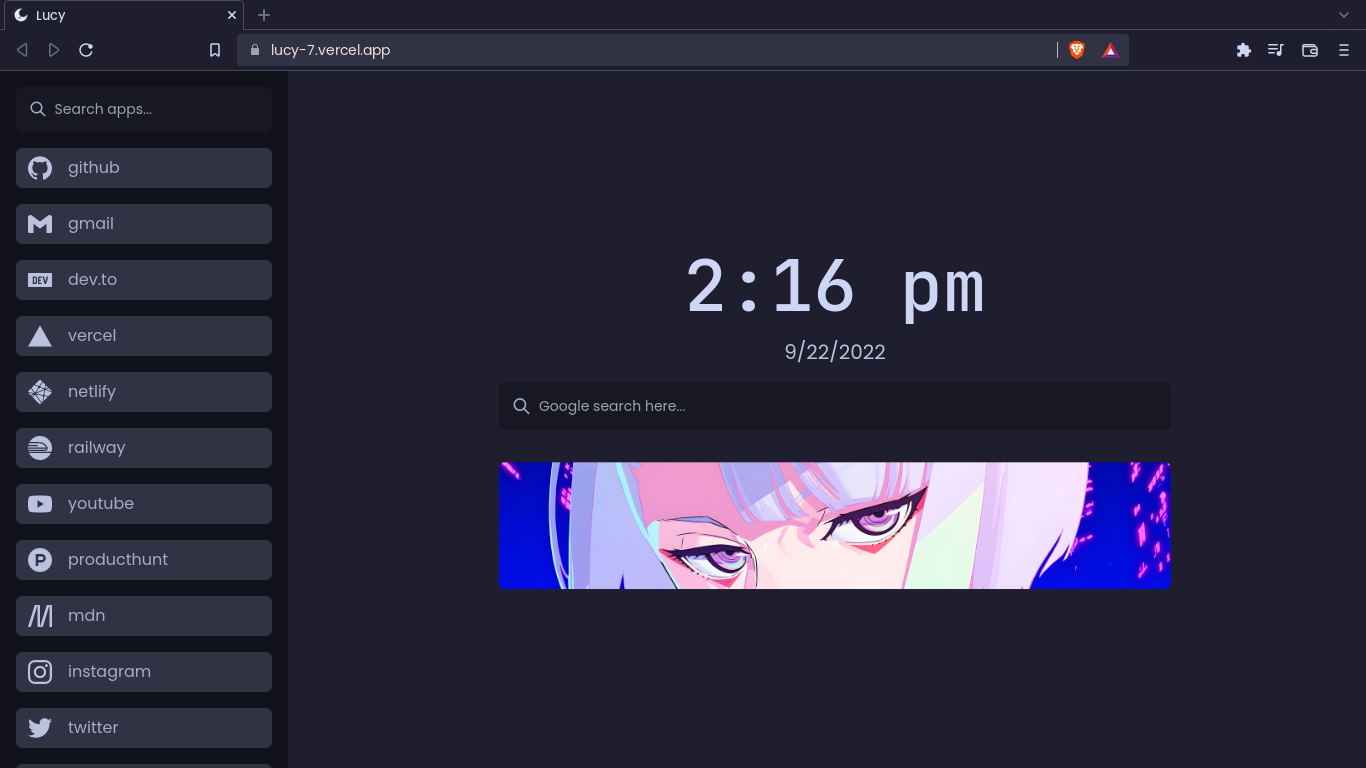 Lucy
lucy-7.vercel.app
Search apps...
github
gmail
DEV dev.to
vercel
netlify
railway
youtube
producthunt
mdn
instagram
twitter
2:16 pm
9/22/2022
Google search here...